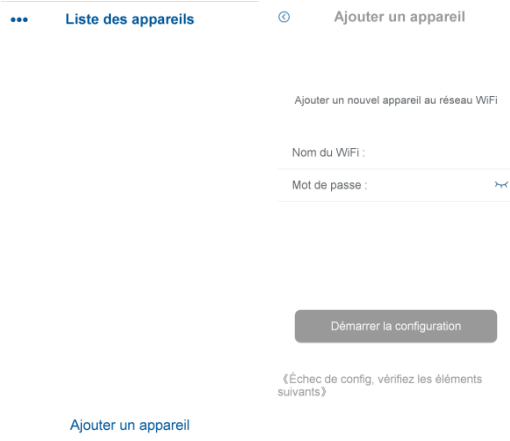 Liste des appareils
Ajouter un appareil
Ajouter un appareil
Ajouter un nouvel appareil au réseau WiFi
Nom du WiFi :
Mot de passe :
Démarrer la configuration
《Échec de config, vérifiez les éléments
suivants》